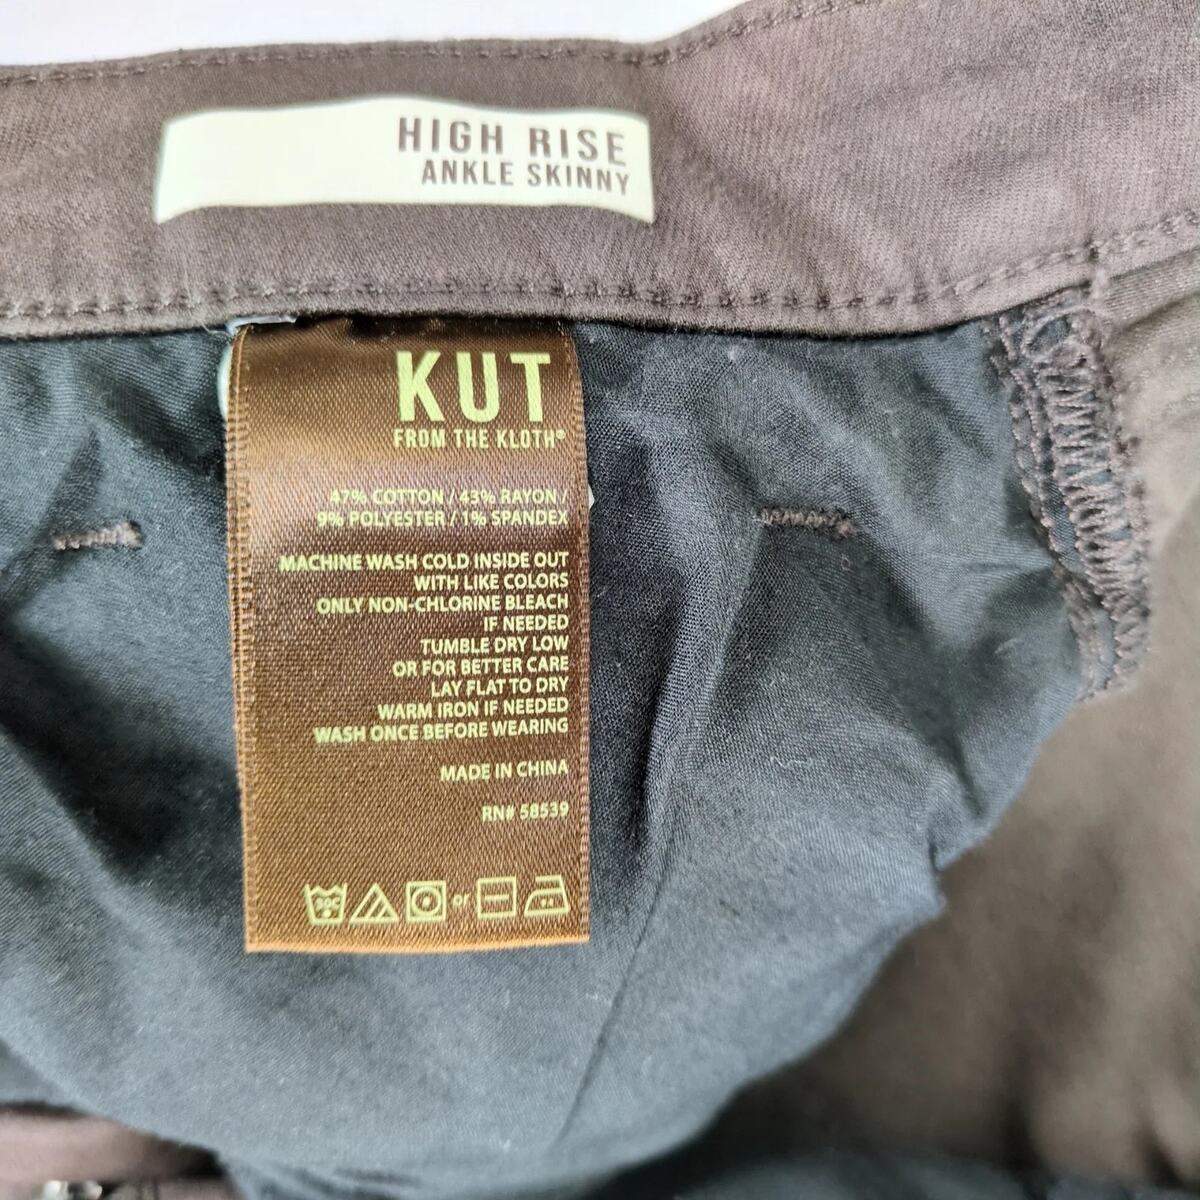 HIGH RISE
ANKLE SKINNY
KUT
FROM THE KLOTH®
47% COTTON / 43% RAYON /
9% POLYESTER / 1% SPANDEX
MACHINE WASH COLD INSIDE OUT
WITH LIKE COLORS
ONLY NON-CHLORINE BLEACH
IF NEEDED
TUMBLE DRY LOW
OR FOR BETTER CARE
LAY FLAT TO DRY
WARM IRON IF NEEDED
WASH ONCE BEFORE WEARING
MADE IN CHINA
RN# 58539
30C or